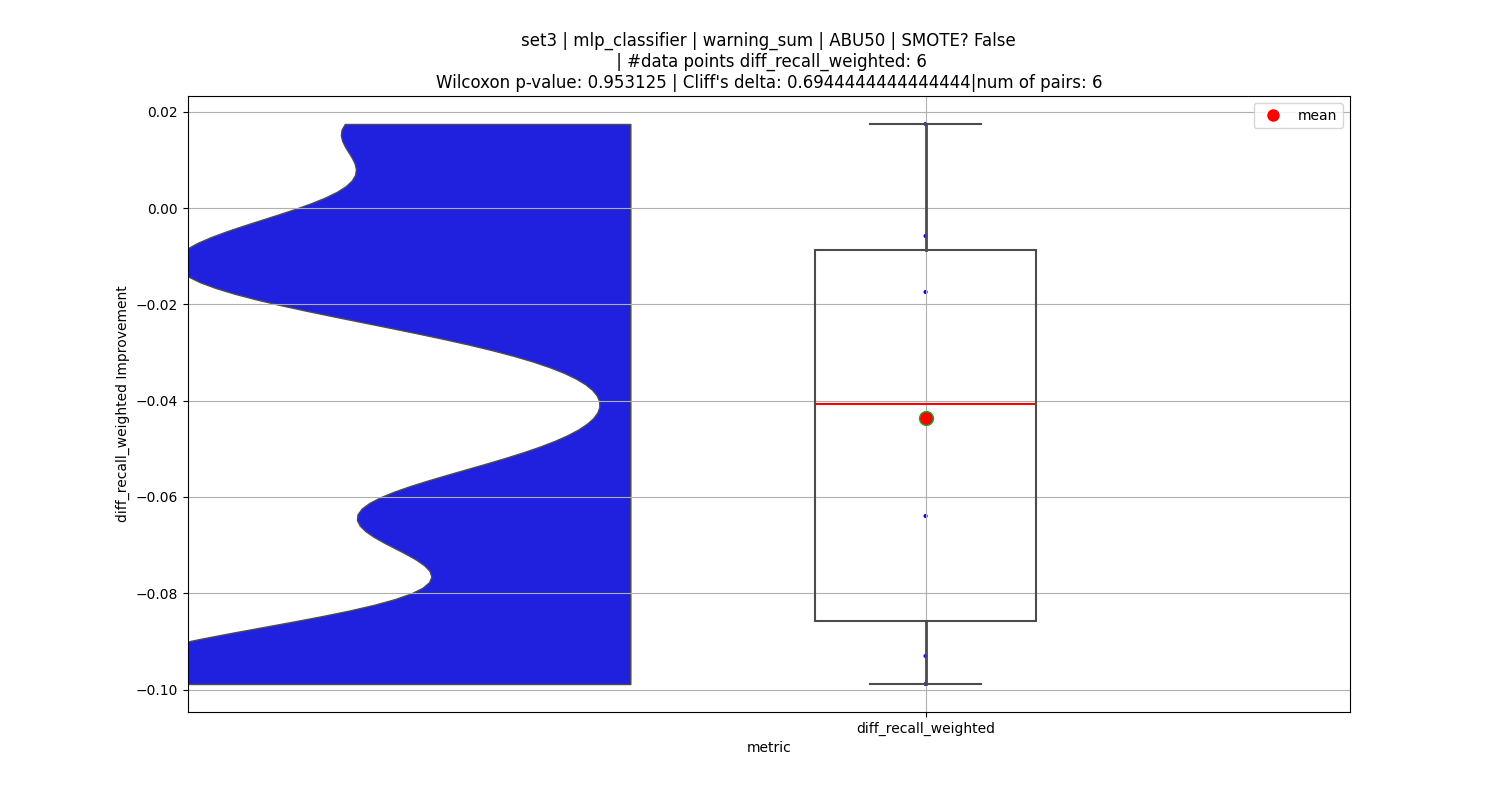 set3 | mlp_classifier | warning_sum | ABU50 | SMOTE? False
| #data points diff_recall_weighted: 6
Wilcoxon p-value: 0.953125 | Cliff's delta: 0.6944444444444444|num of pairs: 6
mean
0.02
0.00
−0.02
−0.04
−0.06
−0.08
−0.10
diff_recall_weighted Improvement
diff_recall_weighted
metric